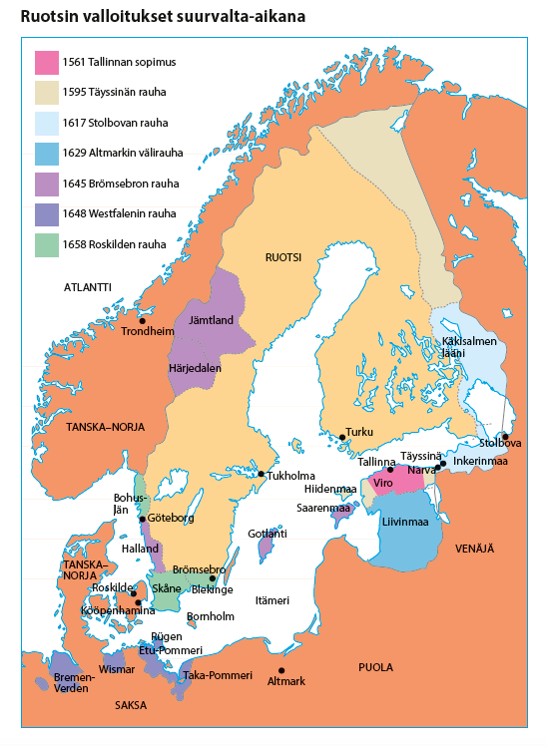 Ruotsin valloitukset suurvalta-aikana
1561 Tallinnan sopimus
1595 Täyssinän rauha
1617 Stolbovan rauha
1629 Altmarkin välirauha
1645 Brömsebron rauha
1648 Westfalenin rauha
1658 Roskilden rauha
RUOTSI
ATLANTTI
Trondheim
Jämtland
Härjedalen
Käkisalmen
lääni
TANSKA–NORJA
Turku
Stolbova
Tallinna
Täyssinä
Inkerinmaa
Narva
Tukholma
Viro
Hiidenmaa
Saarenmaa
Bohus-
län
Göteborg
Liivinmaa
Gotlanti
Halland
VENÄJÄ
TANSKA–
NORJA
Brömsebro
Roskilde
Skåne
Blekinge
Kööpenhamina
Itämeri
Bornholm
Rügen
Etu-Pommeri
Wismar
Bremen-
Verden
Taka-Pommeri
Altmark
PUOLA
SAKSA